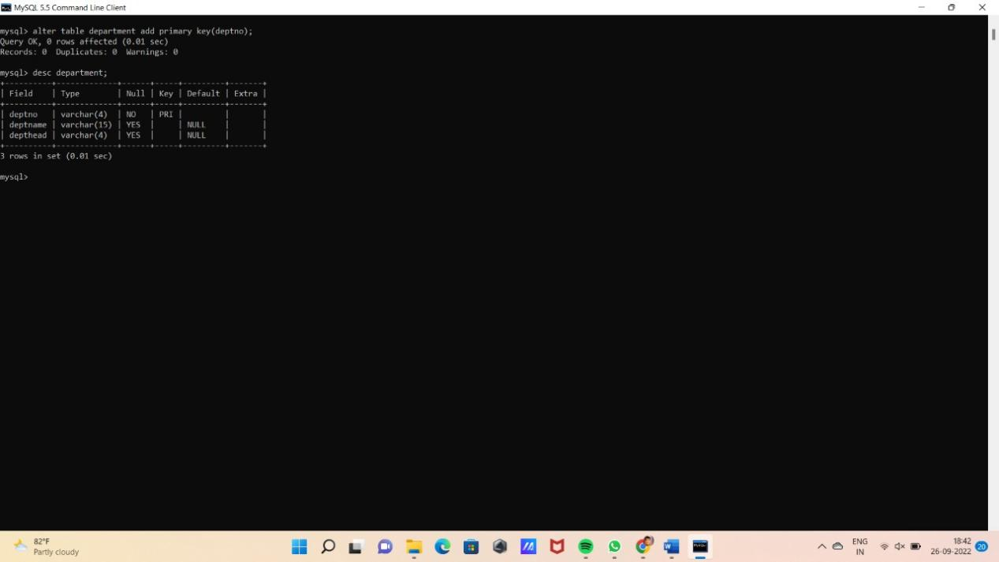 MySQL 5.5 Command Line Client
mysql> alter table department add primary key(deptno);
Query OK, 0 rows affected (0.01 sec)
Records: 0  Duplicates: 0  Warnings: 0
mysql> desc department;
+----------+-------------+------+-----+---------+-------+
| Field    | Type        | Null | Key | Default | Extra |
+----------+-------------+------+-----+---------+-------+
| deptno   | varchar(4)  | NO   | PRI |         |       |
| deptname | varchar(15) | YES  |     | NULL    |       |
| depthead | varchar(4)  | YES  |     | NULL    |       |
+----------+-------------+------+-----+---------+-------+
3 rows in set (0.01 sec)
mysql>
82°F
Partly cloudy
ENG
IN
18:42
26-09-2022
20